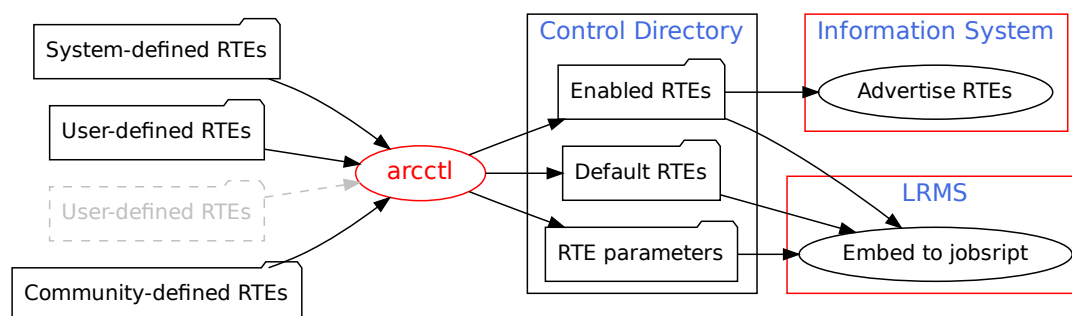 System-defined RTEs
User-defined RTEs
User-defined RTEs
Community-defined RTEs
arcctl
Control Directory
Enabled RTEs
Default RTEs
RTE parameters
Information System
Advertise RTEs
LRMS
Embed to jobsript